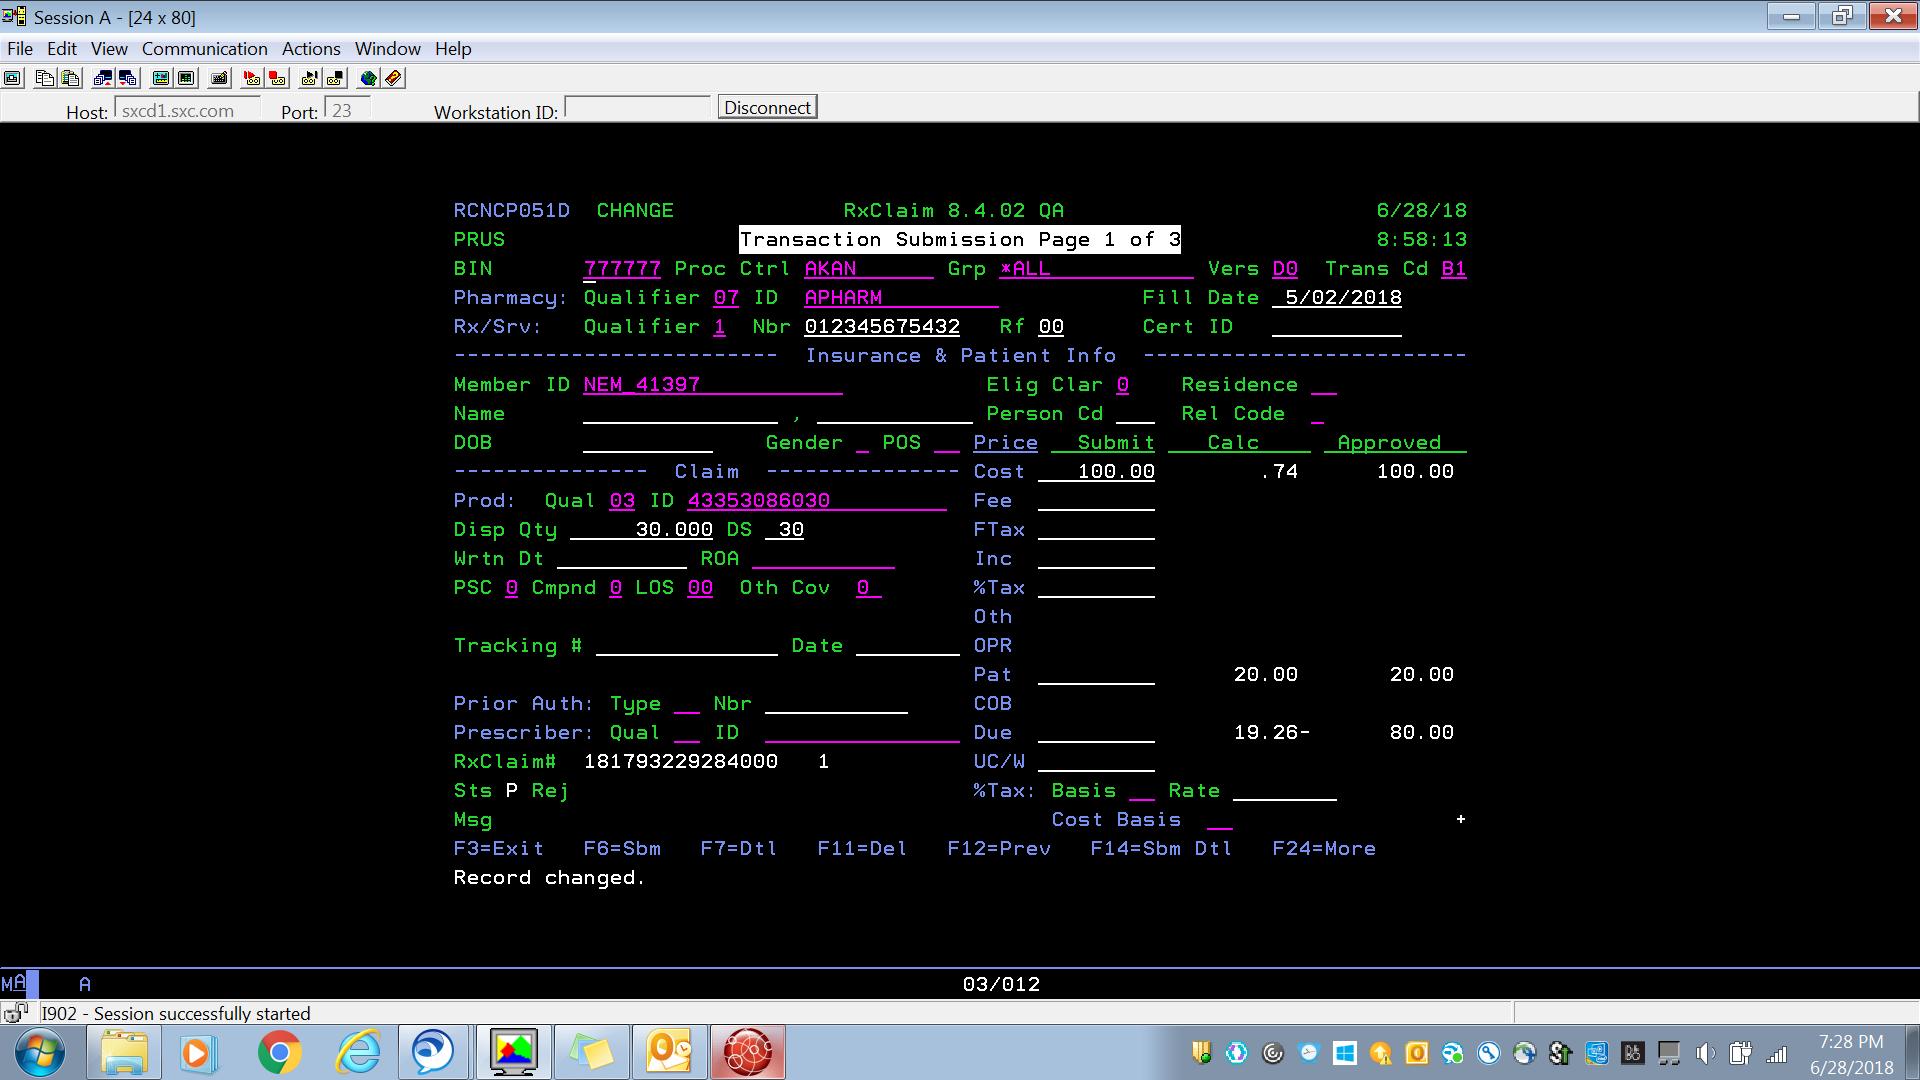 Session A - [24 x 80]
File Edit View Communication Actions Window Help
Host: sxcd1.sxc.com Port: 23 Workstation ID: Disconnect
RCNCP051D CHANGE RxClaim 8.4.02 QA 6/28/18
PRUS Transaction Submission Page 1 of 3 8:58:13
BIN 777777 Proc Ctrl AKAN Grp *ALL Vers D0 Trans Cd B1
Pharmacy: Qualifier 07 ID APHARM Fill Date 5/02/2018
Rx/Srv: Qualifier 1 Nbr 012345675432 Rf 00 Cert ID
------------------------- Insurance & Patient Info -------------------------
Member ID NEM_41397 Elig Clar 0 Residence
Name , Person Cd Rel Code
DOB Gender POS Price Submit Calc Approved
--------------- Claim --------------- Cost 100.00 .74 100.00
Prod: Qual 03 ID 43353086030 Fee
Disp Qty 30.000 DS 30 FTax
Wrtn Dt ROA Inc
PSC 0 Cmpnd 0 LOS 00 Oth Cov 0 %Tax
Oth
Tracking # Date OPR
Pat 20.00 20.00
Prior Auth: Type Nbr COB
Prescriber: Qual ID Due 19.26- 80.00
RxClaim# 181793229284000 1 UC/W
Sts P Rej %Tax: Basis Rate
Msg Cost Basis +
F3=Exit F6=Sbm F7=Dtl F11=Del F12=Prev F14=Sbm Dtl F24=More
Record changed.
MA A 03/012
I902 - Session successfully started
7:28 PM
6/28/2018